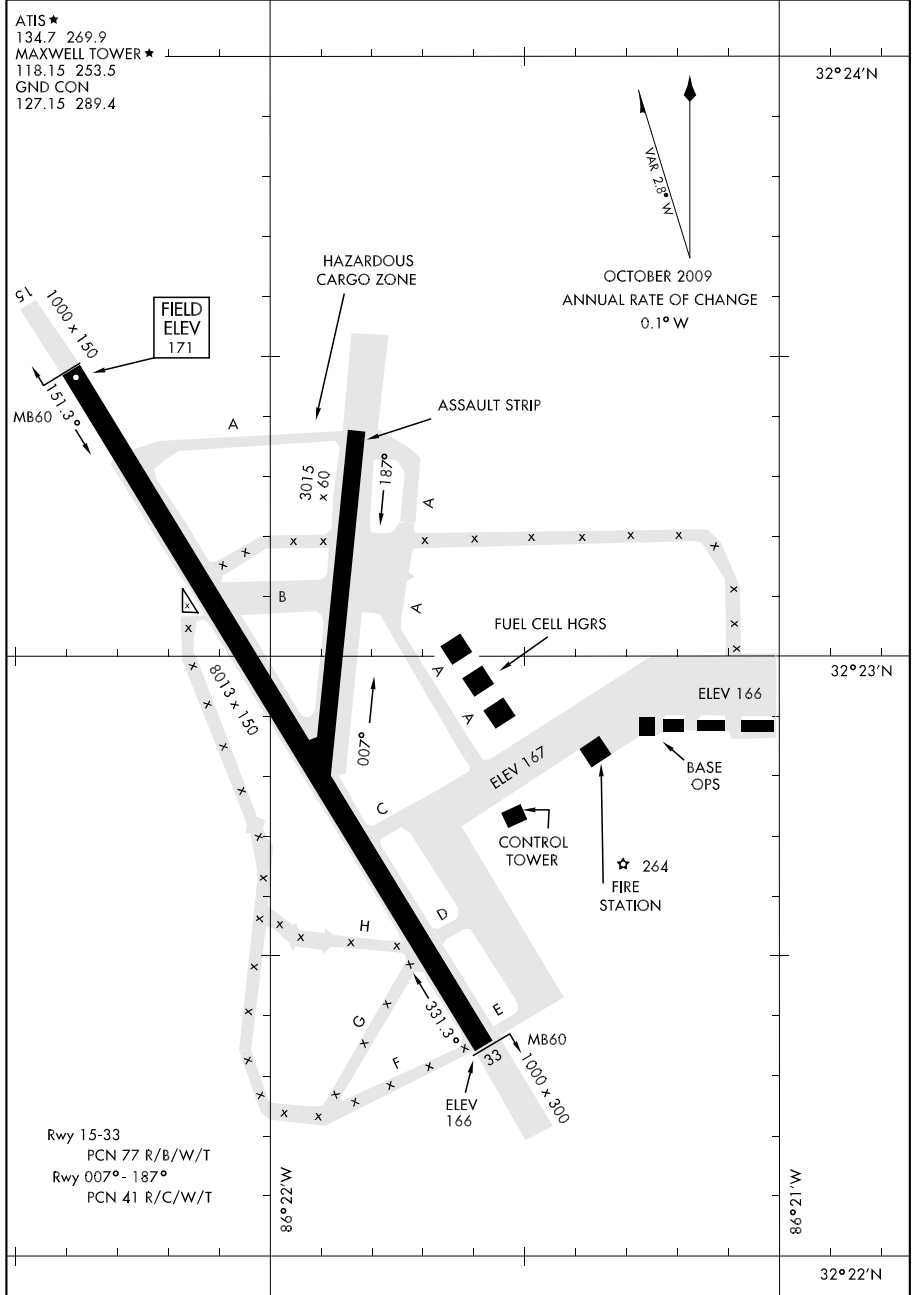 ATIS ★
134.7 269.9
MAXWELL TOWER ★
118.15 253.5
GND CON
127.15 289.4
32°24'N
VAR 2.8° W
OCTOBER 2009
ANNUAL RATE OF CHANGE
0.1° W
HAZARDOUS
CARGO ZONE
15
1000 x 150
FIELD
ELEV
171
MB60
151.3°
A
ASSAULT STRIP
3015
x 60
187°
A
x x x x x x x x x x x x x x x
B
A
FUEL CELL HGRS
A
A
8013 x 150
32°23'N
ELEV 166
007°
ELEV 167
BASE
OPS
C
CONTROL
TOWER
☆ 264
FIRE
STATION
D
H
x x x x x x x x x x x x x x x x x x x x x x x x x x x x x
G
331.3°
E
F
33
MB60
1000 x 300
ELEV
166
Rwy 15-33
PCN 77 R/B/W/T
Rwy 007°- 187°
PCN 41 R/C/W/T
86°22'W
86°21'W
32°22'N